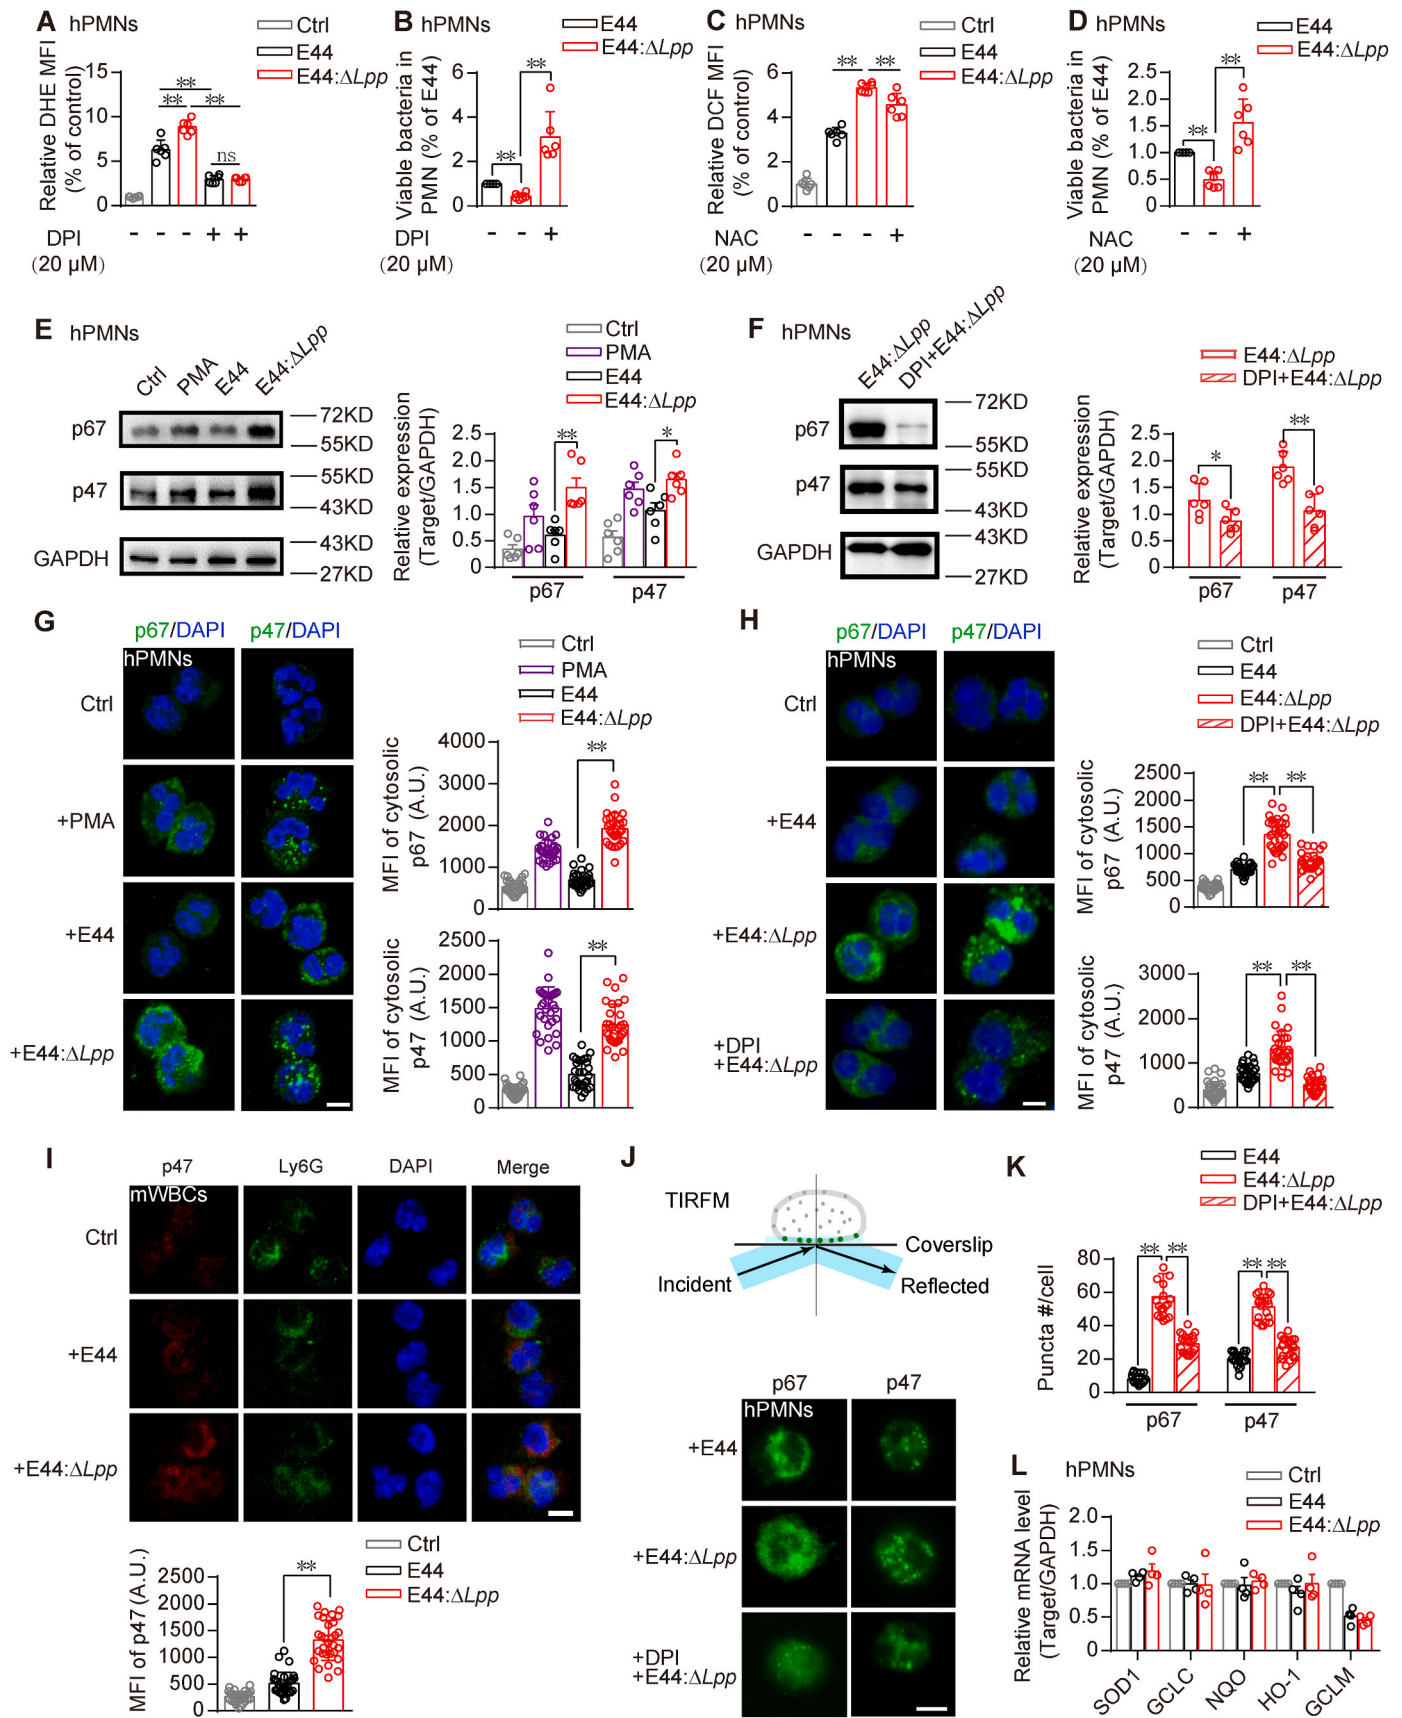 A hPMNs
Ctrl
E44
E44:ΔLpp
Relative DHE MFI
(% of control)
15
10
5
0
** ** **
ns
DPI
(20 μM)
- - - + +
B hPMNs
E44
E44:ΔLpp
Viable bacteria in
PMN (% of E44)
6
4
2
0
**
**
DPI
(20 μM)
- - +
C hPMNs
Ctrl
E44
E44:ΔLpp
Relative DCF MFI
(% of control)
6
4
2
0
** **
NAC
(20 μM)
- - - +
D hPMNs
E44
E44:ΔLpp
Viable bacteria in
PMN (% of E44)
2.5
2.0
1.5
1.0
0.5
0
**
**
NAC
(20 μM)
- - +
E hPMNs
Ctrl PMA E44 E44:ΔLpp
p67
72KD
55KD
p47
55KD
43KD
GAPDH
43KD
27KD
Ctrl
PMA
E44
E44:ΔLpp
Relative expression
(Target/GAPDH)
2.5
2.0
1.5
1.0
0.5
0
** *
p67 p47
F hPMNs
E44:ΔLpp DPI+E44:ΔLpp
p67
72KD
55KD
p47
55KD
43KD
GAPDH
43KD
27KD
E44:ΔLpp
DPI+E44:ΔLpp
Relative expression
(Target/GAPDH)
2.5
2.0
1.5
1.0
0.5
0
* **
p67 p47
G
p67/DAPI p47/DAPI
hPMNs
Ctrl
+PMA
+E44
+E44:ΔLpp
Ctrl
PMA
E44
E44:ΔLpp
MFI of cytosolic
p67 (A.U.)
4000
3000
2000
1000
0
**
MFI of cytosolic
p47 (A.U.)
2500
2000
1500
1000
500
0
**
H
p67/DAPI p47/DAPI
hPMNs
Ctrl
+E44
+E44:ΔLpp
+DPI
+E44:ΔLpp
Ctrl
E44
E44:ΔLpp
DPI+E44:ΔLpp
MFI of cytosolic
p67 (A.U.)
2500
2000
1500
1000
500
0
** **
MFI of cytosolic
p47 (A.U.)
3000
2000
1000
0
** **
I
p47 Ly6G DAPI Merge
mWBCs
Ctrl
+E44
+E44:ΔLpp
Ctrl
E44
E44:ΔLpp
MFI of p47 (A.U.)
2500
2000
1500
1000
500
0
**
J
TIRFM
Coverslip
Incident
Reflected
p67 p47
hPMNs
+E44
+E44:ΔLpp
+DPI
+E44:ΔLpp
K
E44
E44:ΔLpp
DPI+E44:ΔLpp
Puncta #/cell
80
60
40
20
0
** ** ** **
p67 p47
L hPMNs
Ctrl
E44
E44:ΔLpp
Relative mRNA level
(Target/GAPDH)
2.0
1.5
1.0
0.5
0
SOD1 GCLC NQO HO-1 GCLM